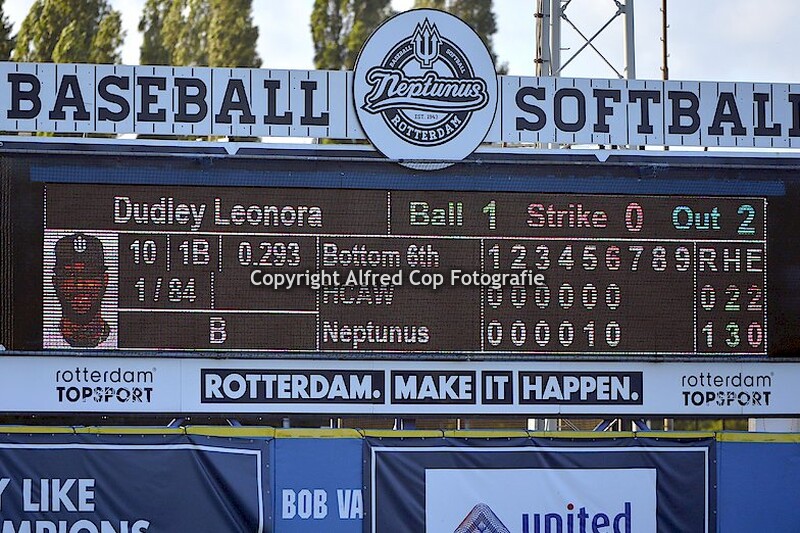 BASEBALL SOFTBALL
BASEBALL SOFTBALL
Neptunus
EST. 1943
ROTTERDAM
Dudley Leonora Ball 1 Strike 0 Out 2
10 1B 0.293 Bottom 6th 1 2 3 4 5 6 7 8 9 R H E
Copyright Alfred Cop Fotografie
1 / 84 HCAW 0 0 0 0 0 0 0 2 2
B Neptunus 0 0 0 0 1 0 1 3 0
rotterdam TOPSPORT
ROTTERDAM. MAKE IT HAPPEN.
rotterdam TOPSPORT
Y LIKE
CHAMPIONS
BOB VA
united